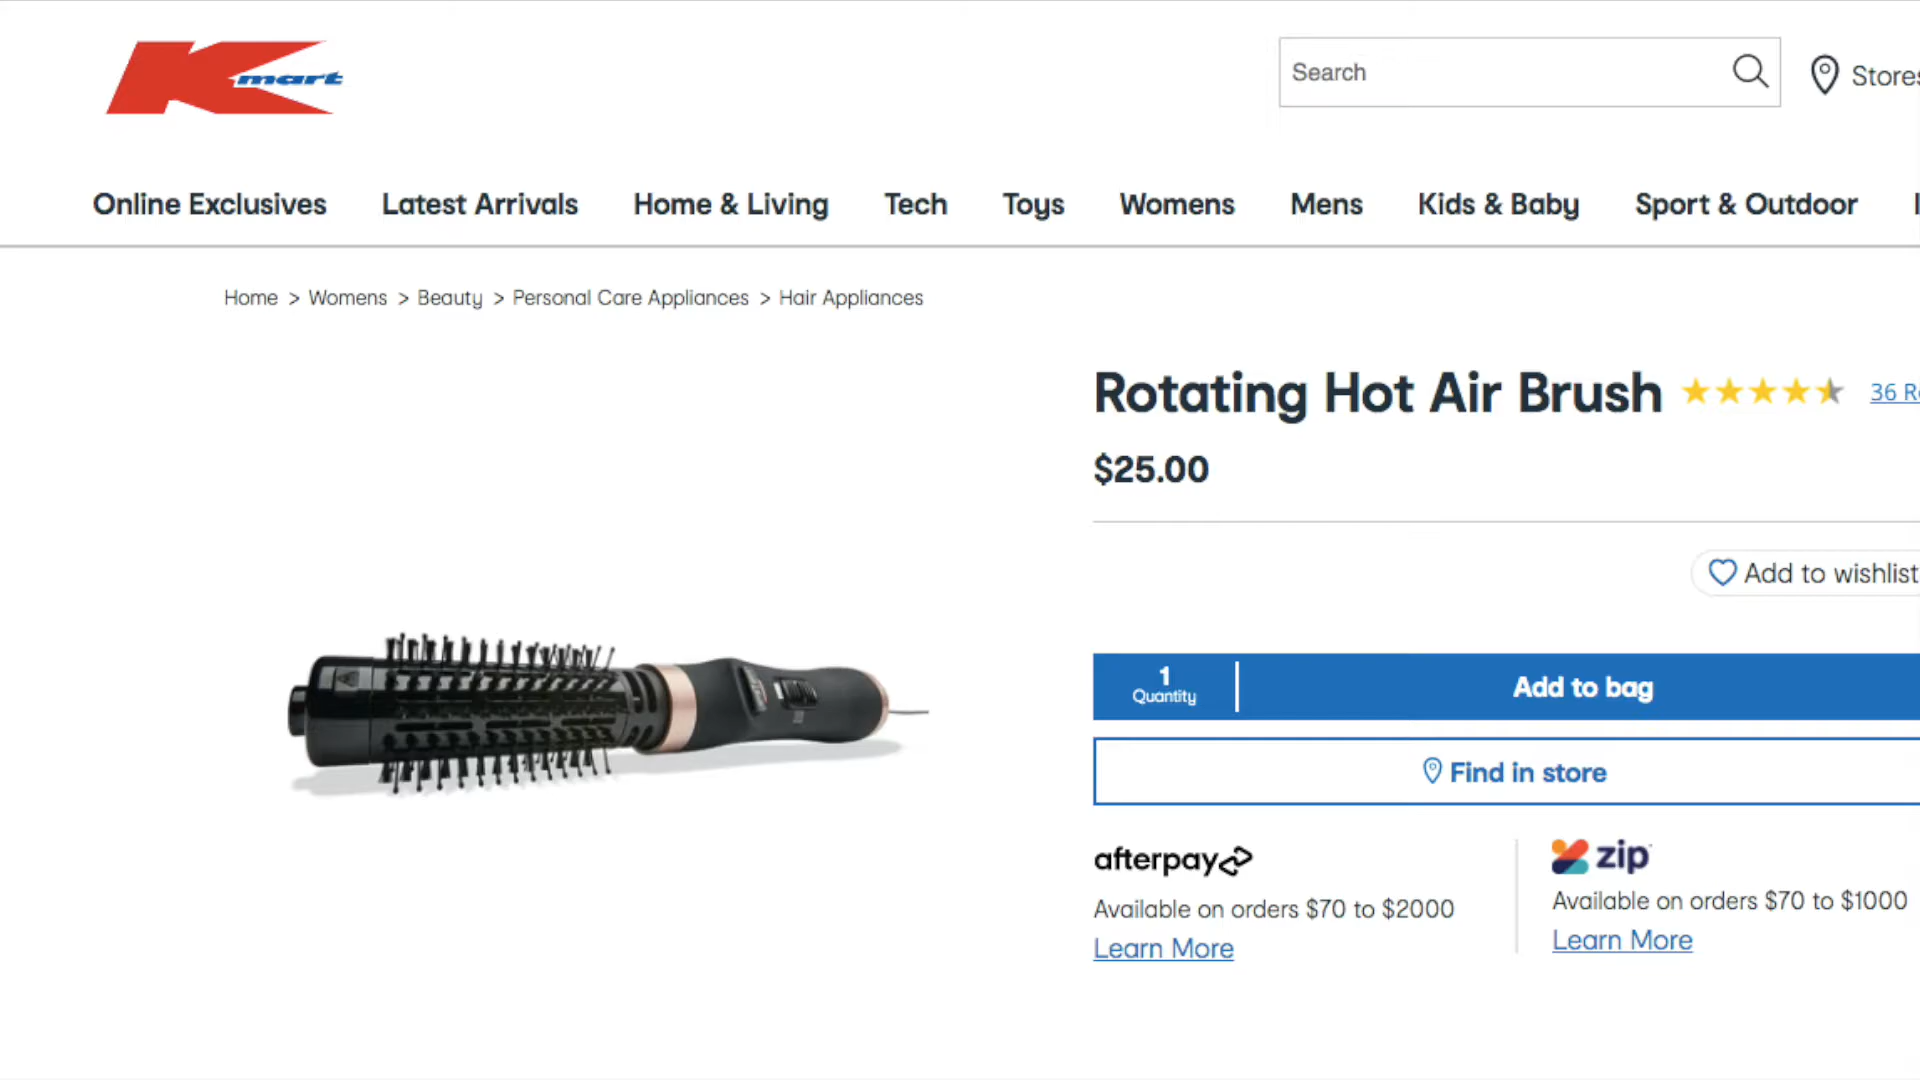 Kmart
Search
Stores
Online Exclusives Latest Arrivals Home & Living Tech Toys Womens Mens Kids & Baby Sport & Outdoor
Home > Womens > Beauty > Personal Care Appliances > Hair Appliances
Rotating Hot Air Brush 36
$25.00
Add to wishlist
1
Quantity
Add to bag
Find in store
afterpay
Available on orders $70 to $2000
Learn More
zip
Available on orders $70 to $1000
Learn More